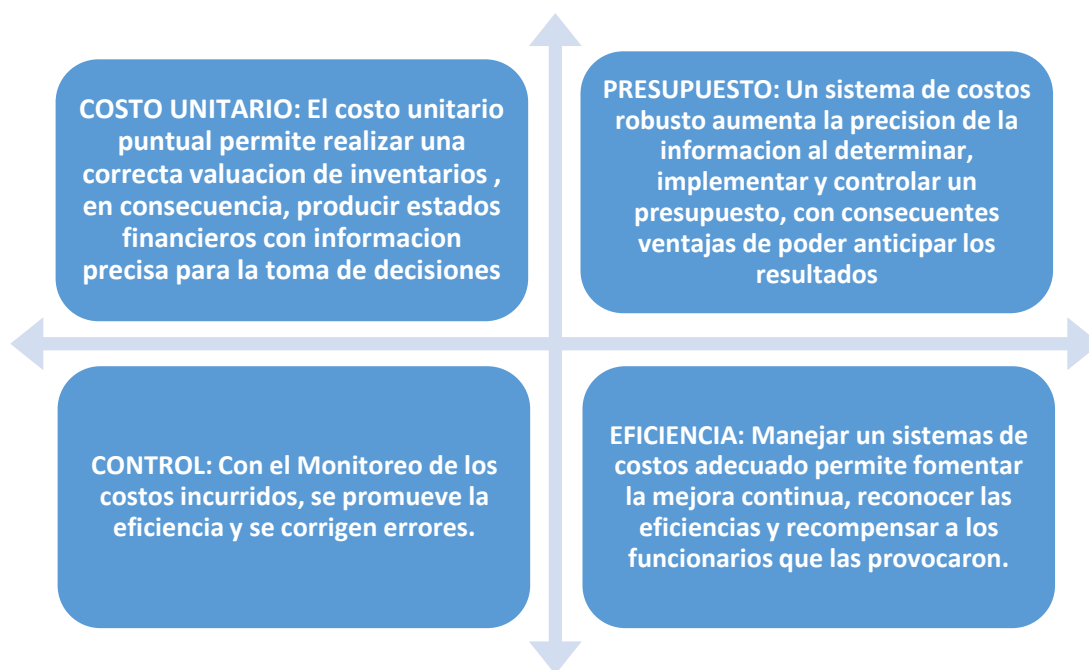 COSTO UNITARIO: El costo unitario
puntual permite realizar una
correcta valuacion de inventarios ,
en consecuencia, producir estados
financieros con informacion
precisa para la toma de decisiones
PRESUPUESTO: Un sistema de costos
robusto aumenta la precision de la
informacion al determinar,
implementar y controlar un
presupuesto, con consecuentes
ventajas de poder anticipar los
resultados
CONTROL: Con el Monitoreo de los
costos incurridos, se promueve la
eficiencia y se corrigen errores.
EFICIENCIA: Manejar un sistemas de
costos adecuado permite fomentar
la mejora continua, reconocer las
eficiencias y recompensar a los
funcionarios que las provocaron.